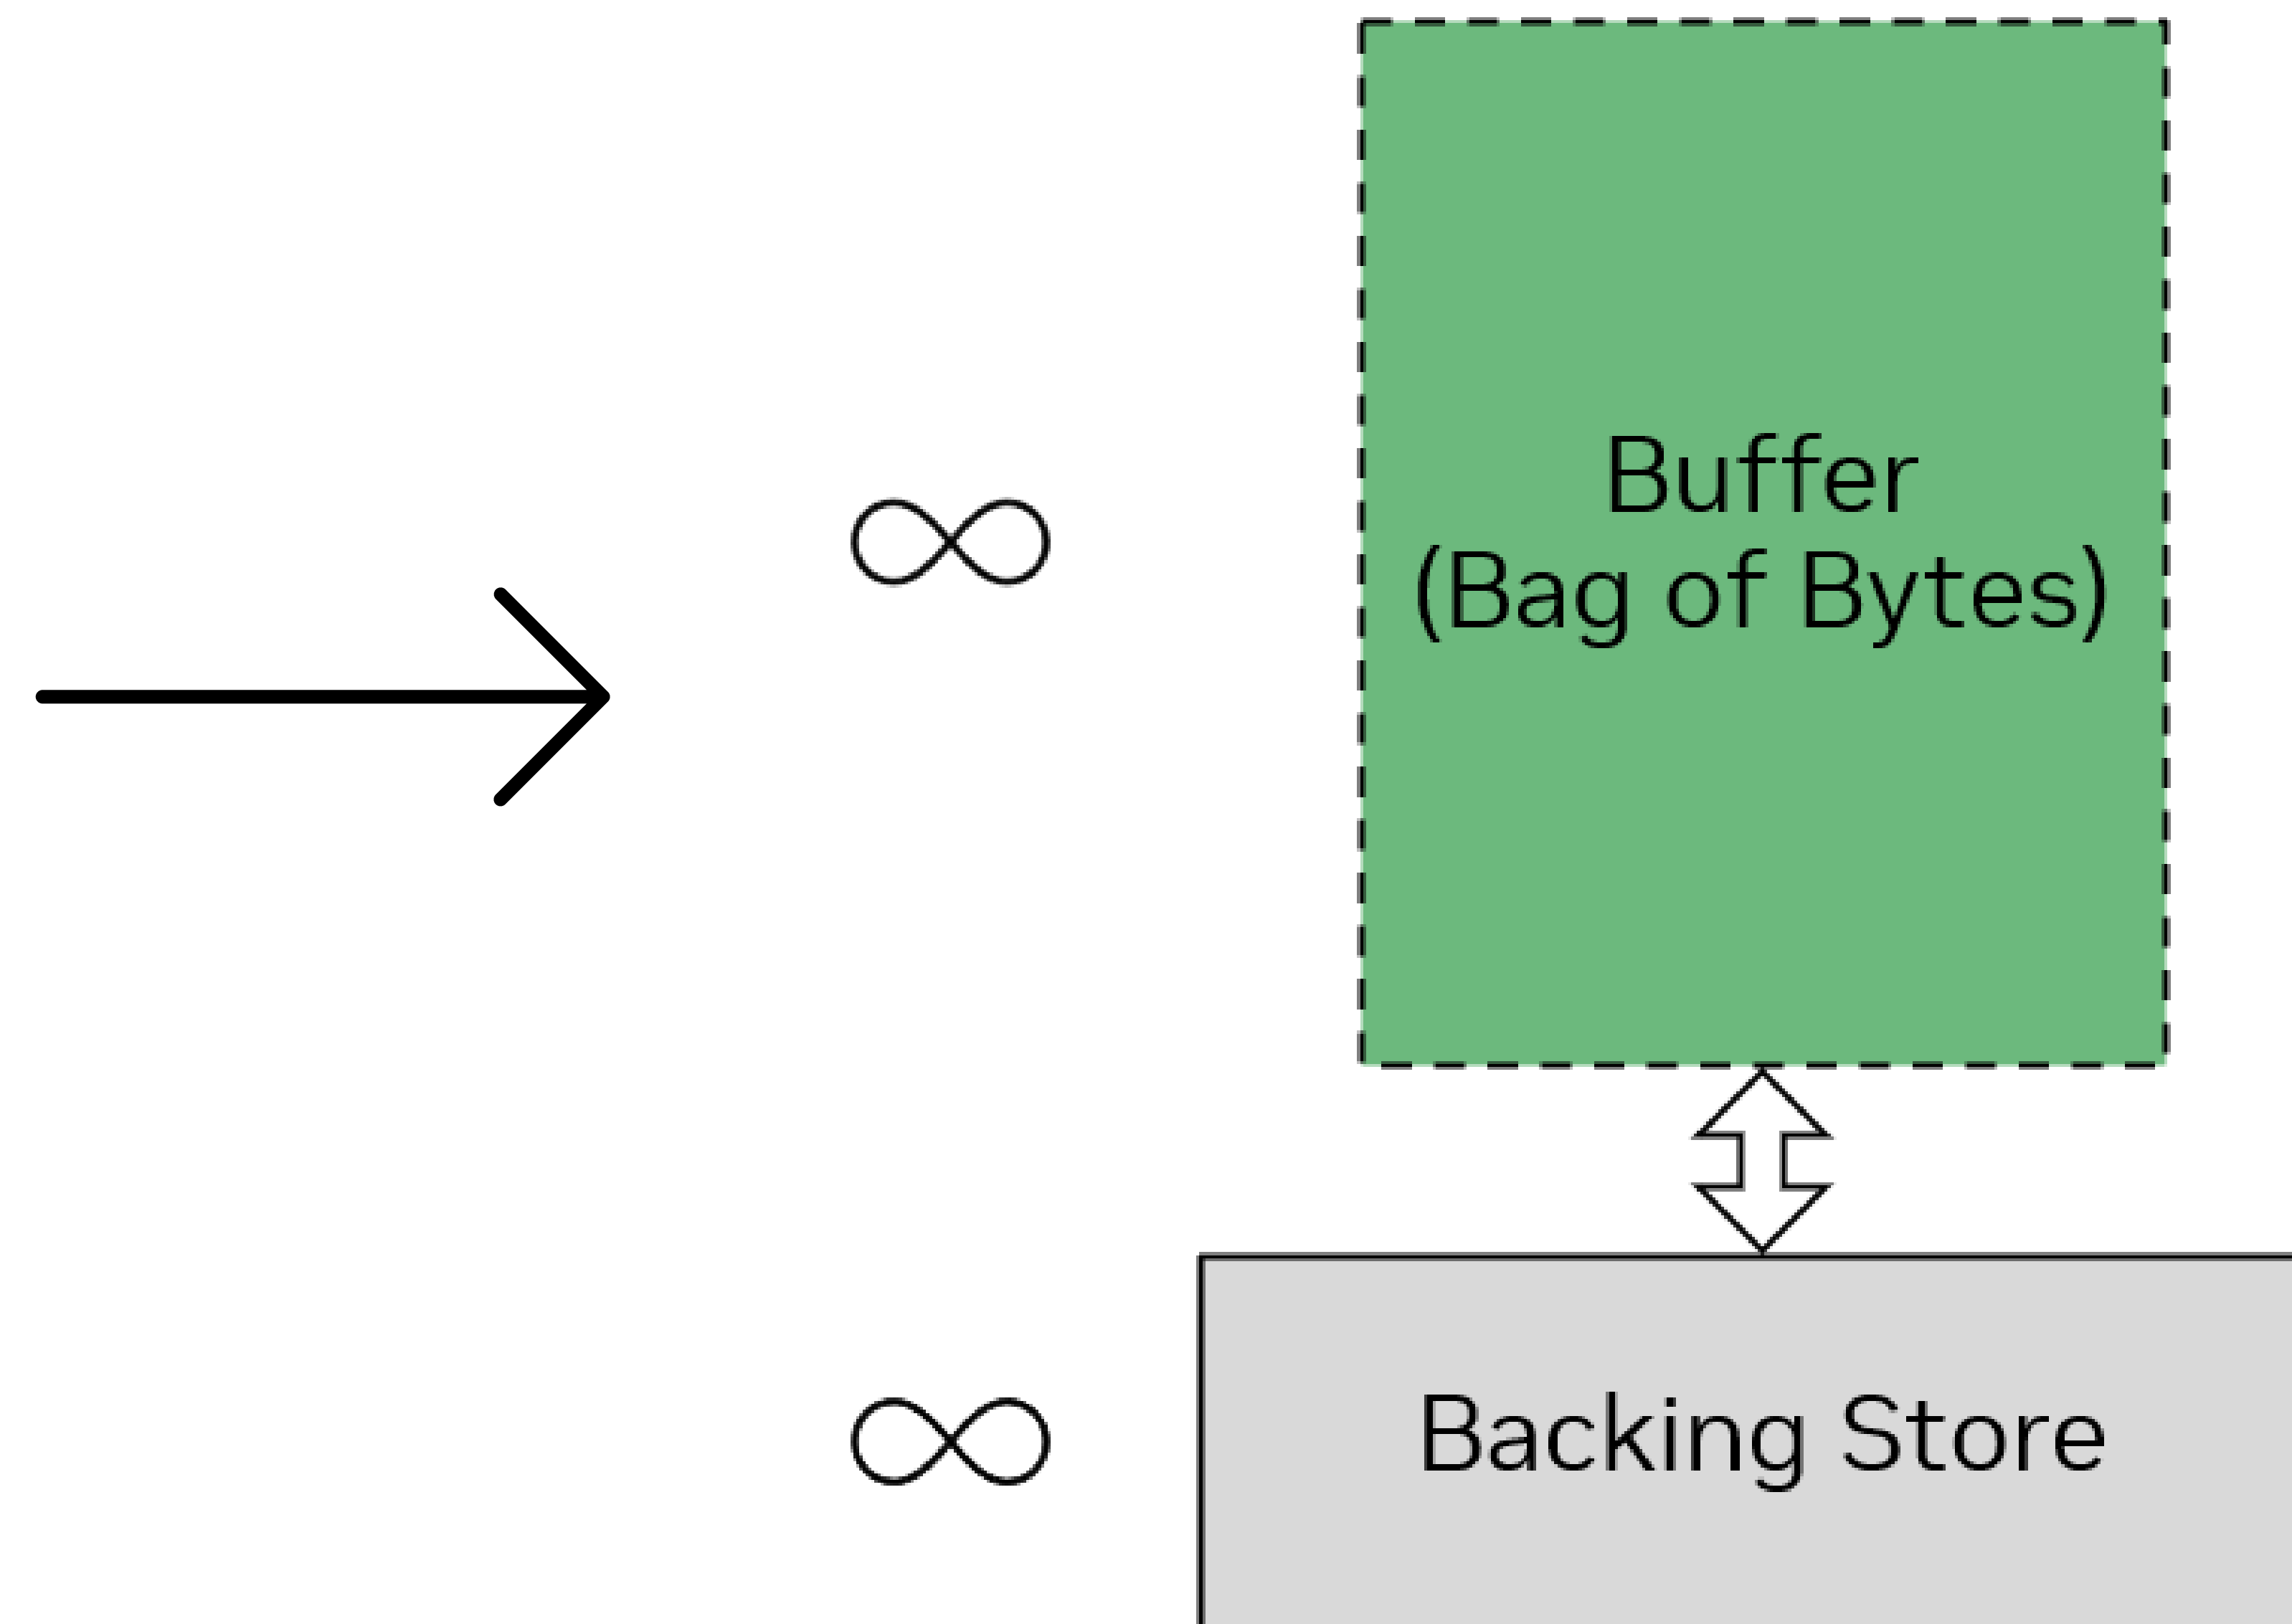 ∞
Buffer
(Bag of Bytes)
∞
Backing Store